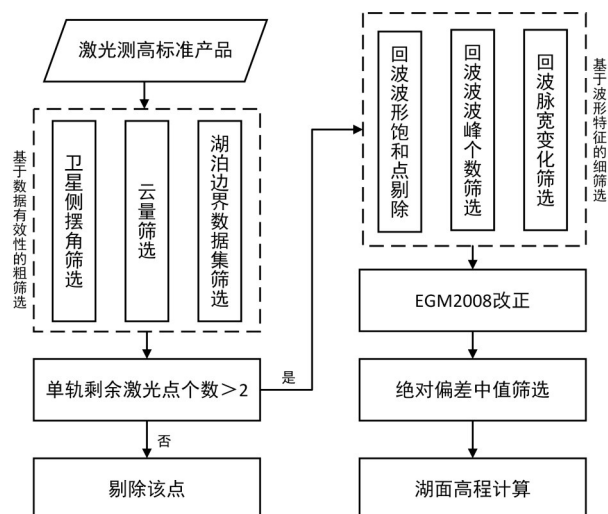 激光测高标准产品
基于数据有效性的粗筛选
卫星侧摆角筛选
云量筛选
湖泊边界数据集筛选
单轨剩余激光点个数＞2
是
否
剔除该点
回波波形饱和点剔除
回波波波峰个数筛选
回波脉宽变化筛选
基于波形特征的细筛选
EGM2008改正
绝对偏差中值筛选
湖面高程计算